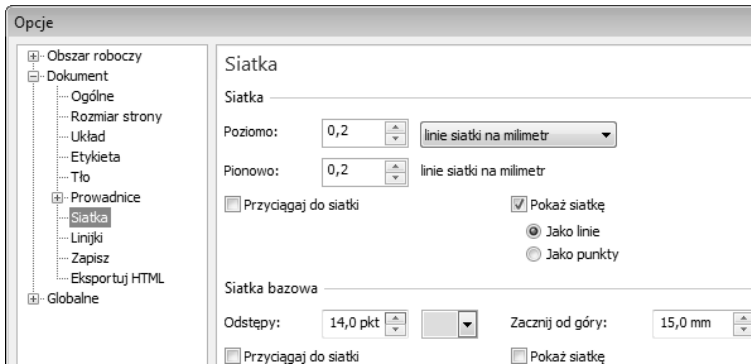 Opcje
Obszar roboczy
Dokument
Ogólne
Rozmiar strony
Układ
Etykieta
Tło
Prowadnice
Siatka
Linijki
Zapisz
Eksportuj HTML
Globalne
Siatka
Siatka
Poziomo: 0,2 linie siatki na milimetr
Pionowo: 0,2 linie siatki na milimetr
Przyciągaj do siatki Pokaż siatkę
Jako linie
Jako punkty
Siatka bazowa
Odstępy: 14,0 pkt Zacznij od góry: 15,0 mm
Przyciągaj do siatki Pokaż siatkę